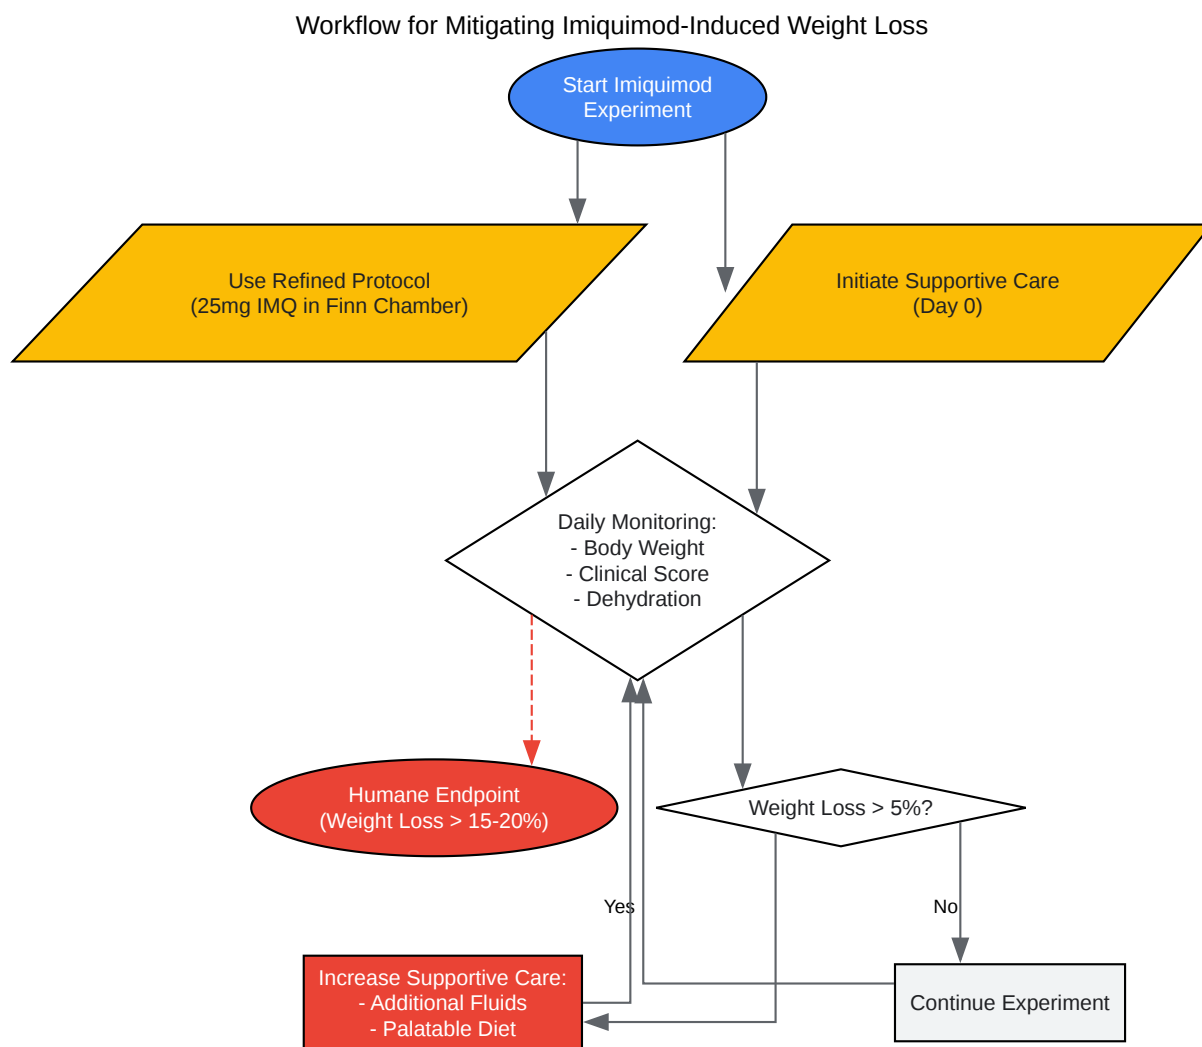 Workflow for Mitigating Imiquimod-Induced Weight Loss
Start Imiquimod
Experiment
Use Refined Protocol
(25mg IMQ in Finn Chamber)
Initiate Supportive Care
(Day 0)
Daily Monitoring:
- Body Weight
- Clinical Score
- Dehydration
Humane Endpoint
(Weight Loss > 15-20%)
Weight Loss > 5%?
Yes
No
Increase Supportive Care:
- Additional Fluids
- Palatable Diet
Continue Experiment